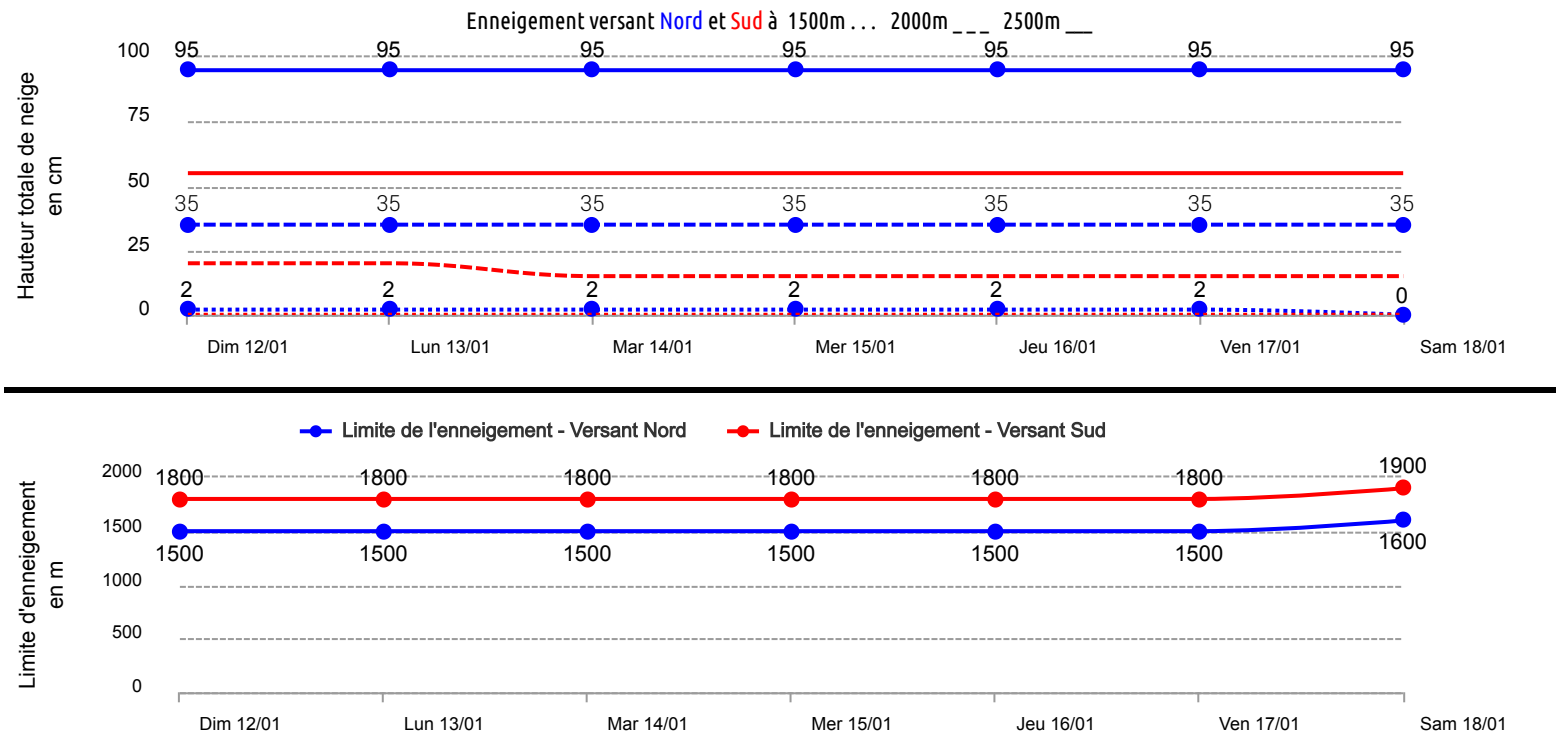 Enneigement versant Nord et Sud à 1500m . . . 2000m _ _ _ 2500m ___
Hauteur totale de neige
en cm
100
95 95 95 95 95 95 95
75
50
35 35 35 35 35 35 35
25
2 2 2 2 2 2 0
0
Dim 12/01 Lun 13/01 Mar 14/01 Mer 15/01 Jeu 16/01 Ven 17/01 Sam 18/01
Limite de l'enneigement - Versant Nord Limite de l'enneigement - Versant Sud
Limite d'enneigement
en m
2000
1800 1800 1800 1800 1800 1800 1900
1500
1500 1500 1500 1500 1500 1500 1600
1000
500
0
Dim 12/01 Lun 13/01 Mar 14/01 Mer 15/01 Jeu 16/01 Ven 17/01 Sam 18/01